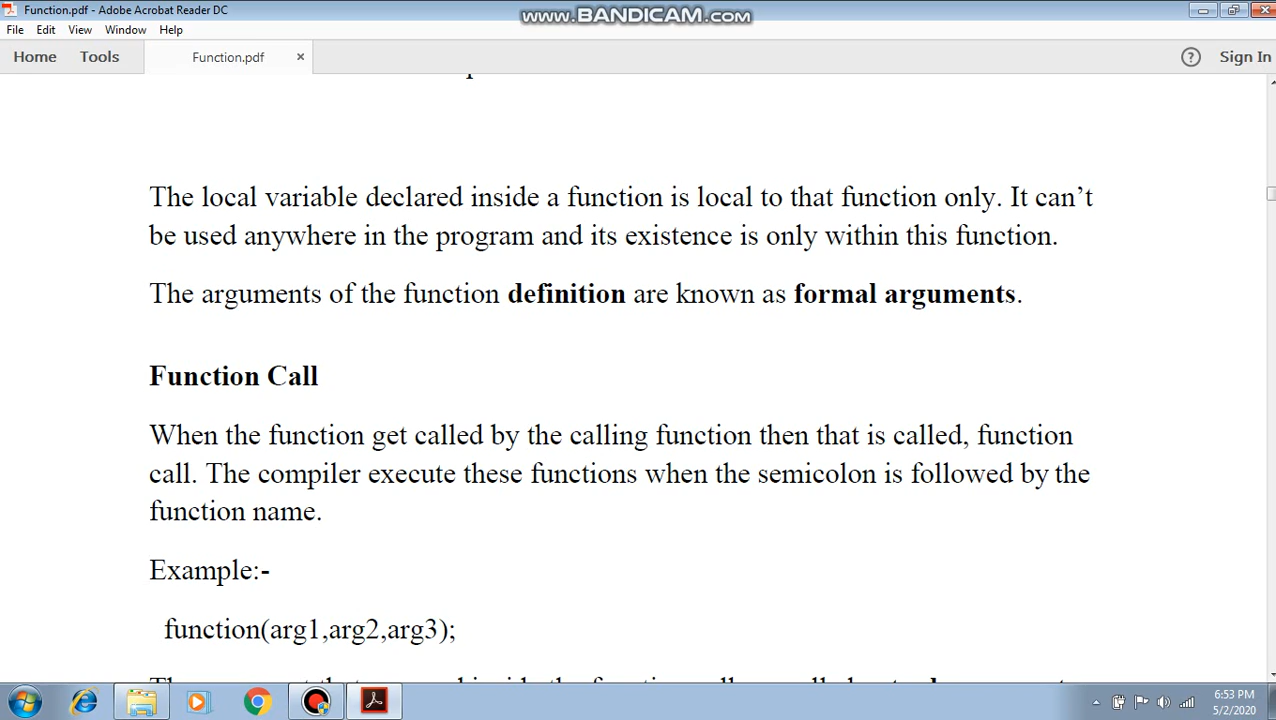 Function.pdf - Adobe Acrobat Reader DC
www.BANDICAM.com
File Edit View Window Help
Home Tools Function.pdf × ? Sign In
The local variable declared inside a function is local to that function only. It can’t
be used anywhere in the program and its existence is only within this function.
The arguments of the function definition are known as formal arguments.
Function Call
When the function get called by the calling function then that is called, function
call. The compiler execute these functions when the semicolon is followed by the
function name.
Example:-
function(arg1,arg2,arg3);
6:53 PM
5/2/2020